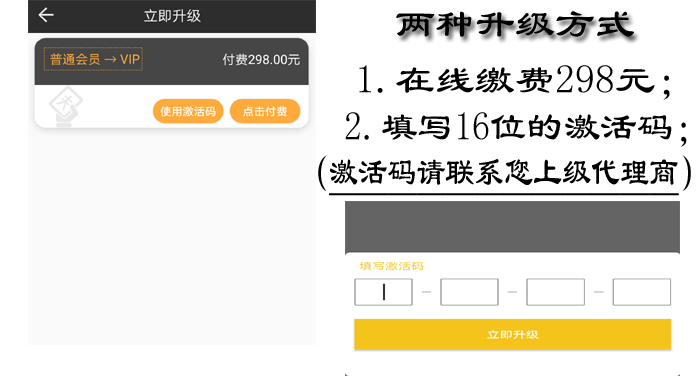 立即升级
普通会员 → VIP
付费298.00元
使用激活码
点击付费
两种升级方式
1.在线缴费298元；
2.填写16位的激活码；
(激活码请联系您上级代理商)
填写激活码
立即升级